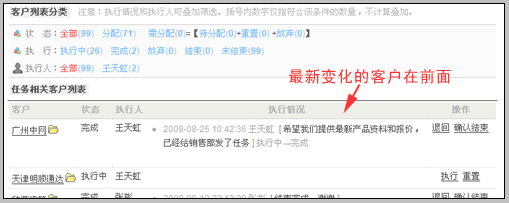 客户列表分类 注意：执行情况和执行人可叠加筛选。括号内数字仅指符合该条件的数量，不计算叠加。
状 态：全部(99) 分配(71) 需分配(0)=【待分配(0)+重置(0)+放弃(0)】
执 行：执行中(26) 完成(2) 放弃(0) 结束(0) 未结束(99)
执行人：全部(99) 王天虹(2)
最新变化的客户在前面
任务相关客户列表
客户 状态 执行人 执行情况 操作
广州中网 完成 王天虹 2009-08-25 10:42:36 王天虹 [ 希望我们提供最新产品资料和报价，已经给销售部发了任务 ] 执行中→完成 退回 确认结束
天津明顺通达 执行中 王天虹 执行 重置
完成 张彬 退回 确认结束